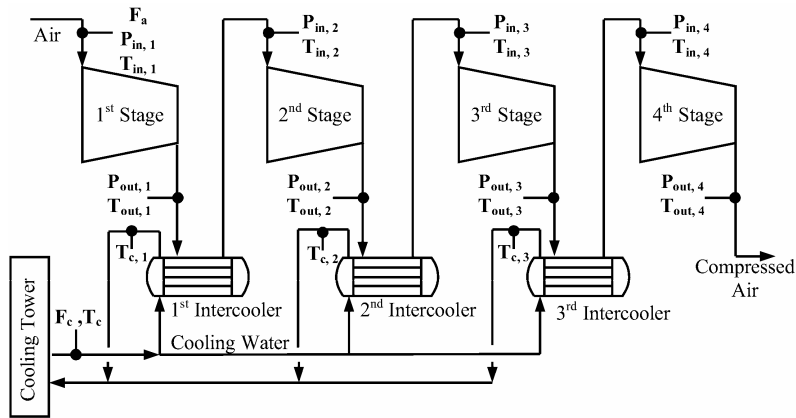 Air
Fa
Pin, 1
Tin, 1
Pin, 2
Tin, 2
Pin, 3
Tin, 3
Pin, 4
Tin, 4
1st Stage
2nd Stage
3rd Stage
4th Stage
Pout, 1
Tout, 1
Pout, 2
Tout, 2
Pout, 3
Tout, 3
Pout, 4
Tout, 4
Tc, 1
Tc, 2
Tc, 3
Compressed
Air
1st Intercooler
2nd Intercooler
3rd Intercooler
Cooling Tower
Fc ,Tc
Cooling Water